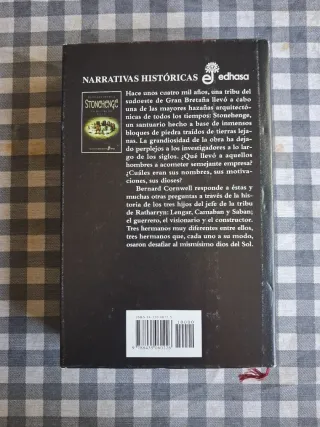 NARRATIVAS HISTÓRICAS edhasa
STONEHENGE
Hace unos cuatro mil años, una tribu del
sudoeste de Gran Bretaña llevó a cabo
una de las mayores hazañas arquitectó-
nicas de todos los tiempos: Stonehenge,
un santuario hecho a base de inmensos
bloques de piedra traídos de tierras leja-
nas. La grandiosidad de la obra ha deja-
do perplejos a los investigadores a lo lar-
go de los siglos. ¿Qué llevó a aquellos
hombres a acometer semejante empresa?
¿Cuáles eran sus nombres, sus motiva-
ciones, sus dioses?
Bernard Cornwell responde a éstas y
muchas otras preguntas a través de la his-
toria de los tres hijos del jefe de la tribu
de Ratharryn: Lengar, Camaban y Saban;
el guerrero, el visionario y el constructor.
Tres hermanos muy diferentes entre ellos,
tres hermanos que, cada uno a su modo,
osaron desafiar al mismísimo dios del Sol.